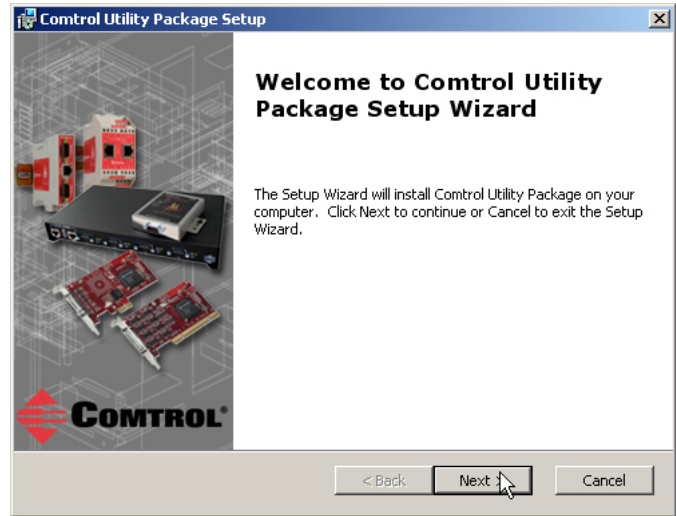 Comtrol Utility Package Setup
Welcome to Comtrol Utility
Package Setup Wizard
The Setup Wizard will install Comtrol Utility Package on your
computer. Click Next to continue or Cancel to exit the Setup
Wizard.
COMTROL®
< Back
Next >
Cancel